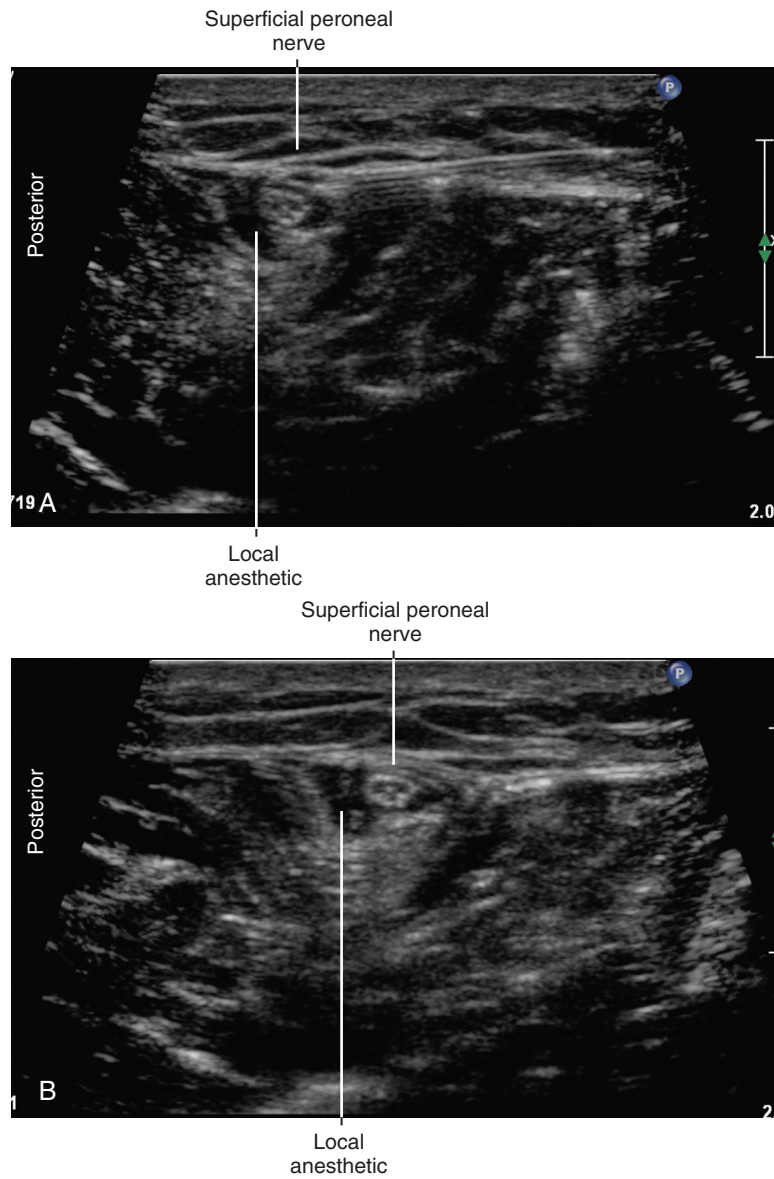 Superficial peroneal
nerve
P
Posterior
719 A
2.0
Local
anesthetic
Superficial peroneal
nerve
P
Posterior
B
1
2
Local
anesthetic